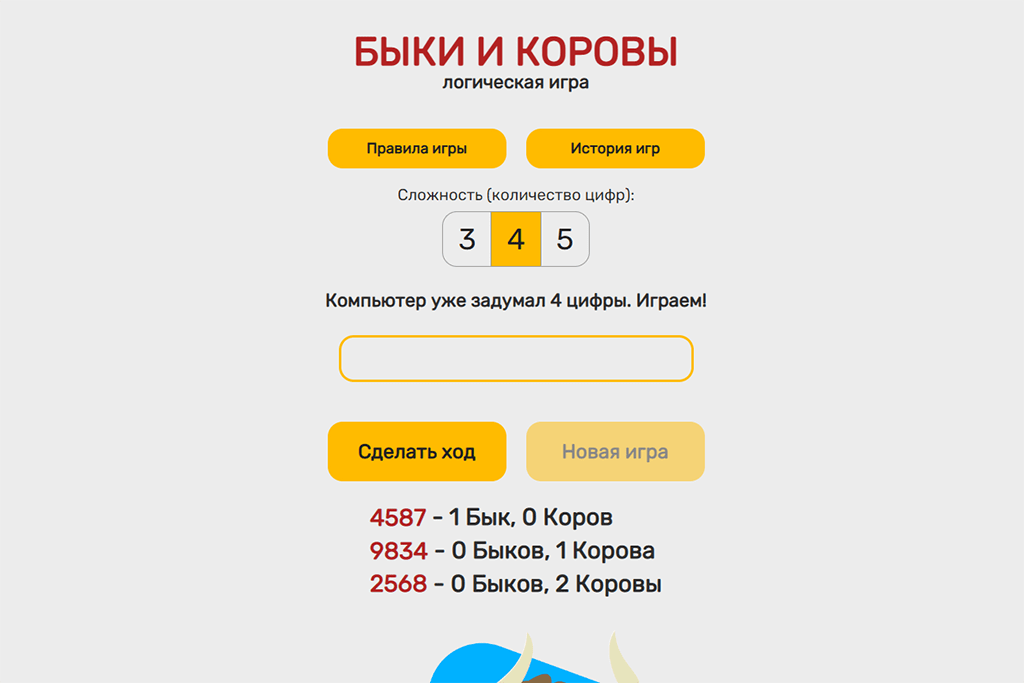 БЫКИ И КОРОВЫ
логическая игра
Правила игры История игр
Сложность (количество цифр):
3 4 5
Компьютер уже задумал 4 цифры. Играем!
Сделать ход Новая игра
4587 - 1 Бык, 0 Коров
9834 - 0 Быков, 1 Корова
2568 - 0 Быков, 2 Коровы